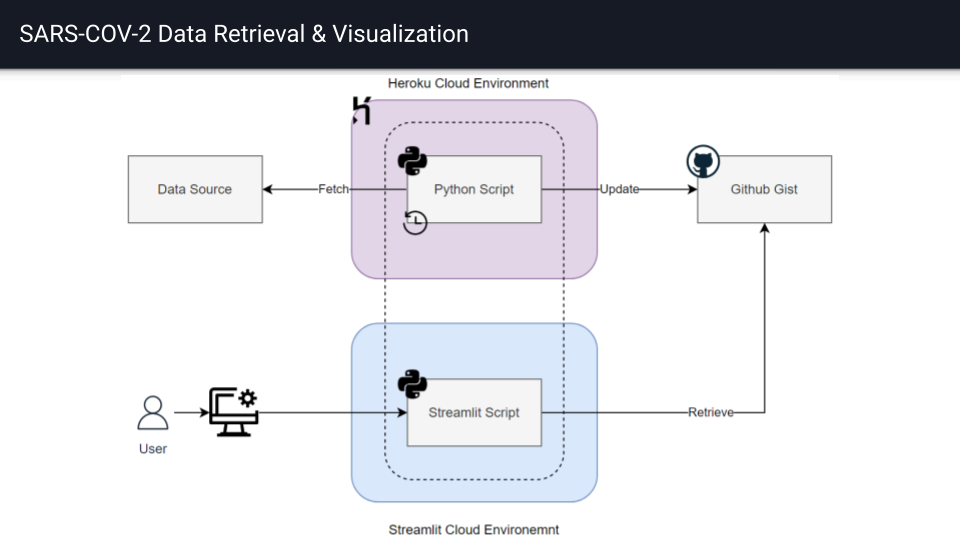 SARS-COV-2 Data Retrieval & Visualization
Heroku Cloud Environment
Data Source
Fetch
Python Script
Update
Github Gist
Streamlit Script
Retrieve
User
Streamlit Cloud Environemnt